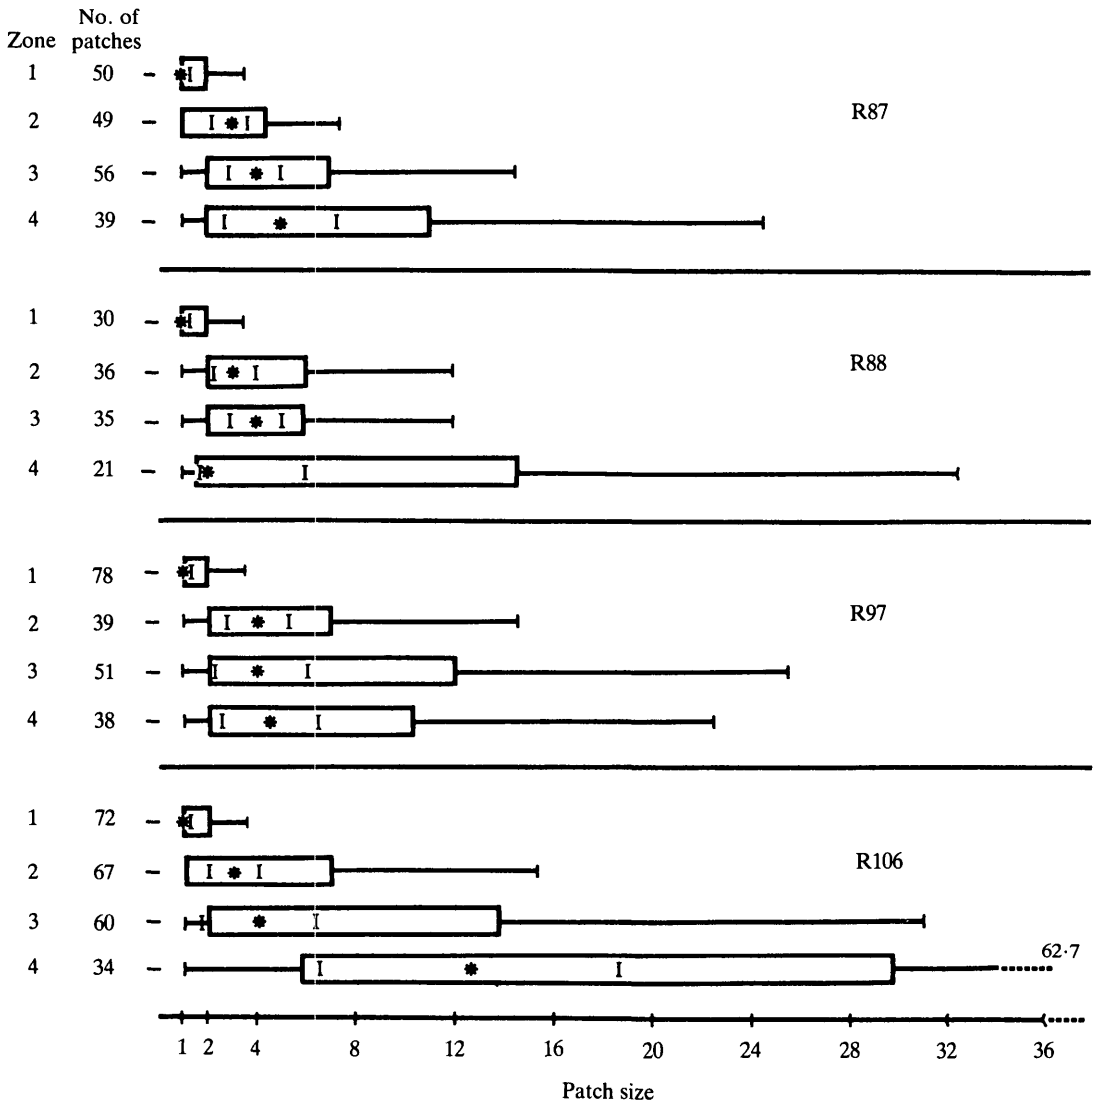 No. of
Zone patches
1 50
R87
2 49
3 56
4 39
1 30
R88
2 36
3 35
4 21
1 78
R97
2 39
3 51
4 38
1 72
R106
2 67
3 60
62·7
4 34
1 2 4 8 12 16 20 24 28 32 36
Patch size